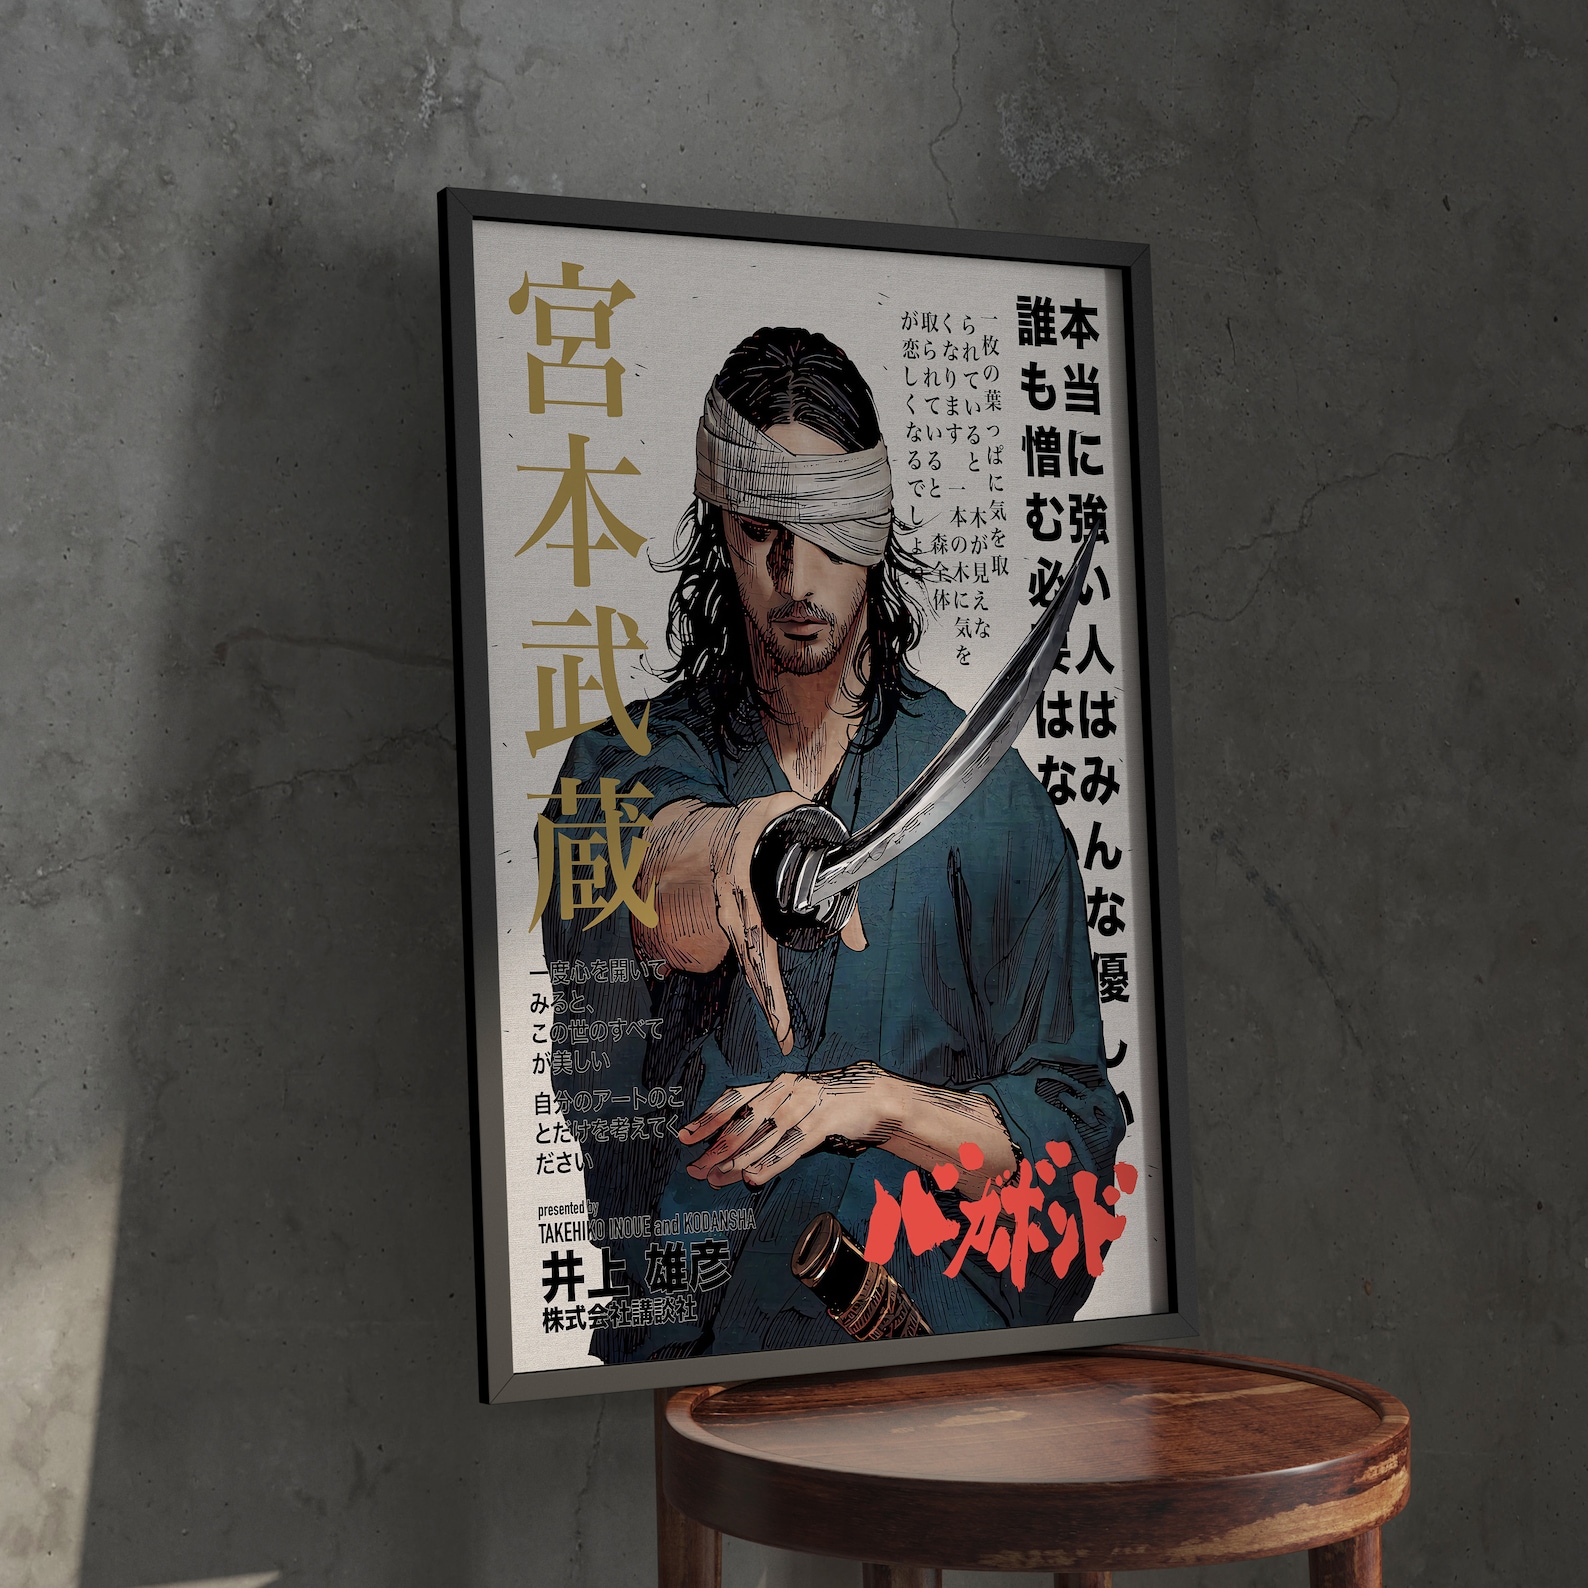 宮本武蔵
本当に強い人はみんな優しい
誰も憎む必要はない
一枚の葉っぱに気を取
られていると 木が見えな
くなります 一本の木に気を
取られていると 森全体
が恋しくなるでしょう
一度心を開いて
みると、
この世のすべて
が美しい
自分のアートのこ
とだけを考えてく
ださい
presented by
TAKEHIKO INOUE and KODANSHA
井上 雄彦
株式会社講談社
バガボンド